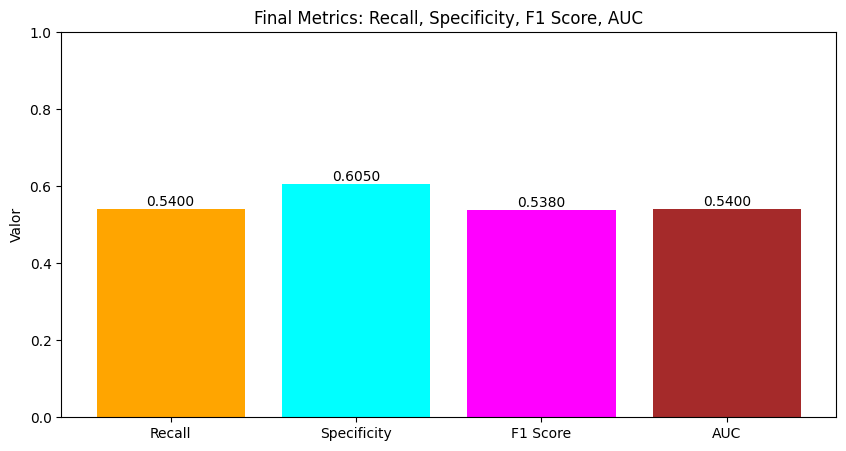 Final Metrics: Recall, Specificity, F1 Score, AUC
1.0
0.8
0.6
0.4
0.2
0.0
Valor
0.5400
0.6050
0.5380
0.5400
Recall
Specificity
F1 Score
AUC